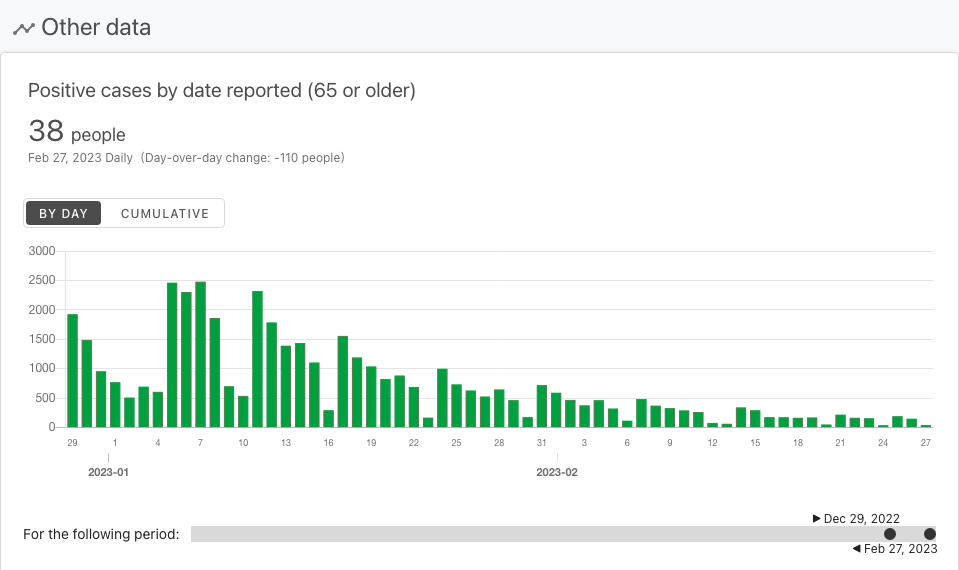 Other data
Positive cases by date reported (65 or older)
38 people
Feb 27, 2023 Daily (Day-over-day change: -110 people)
BY DAY CUMULATIVE
3000
2500
2000
1500
1000
500
0
29 1 4 7 10 13 16 19 22 25 28 31 3 6 9 12 15 18 21 24 27
2023-01 2023-02
▶ Dec 29, 2022
For the following period:
◀ Feb 27, 2023